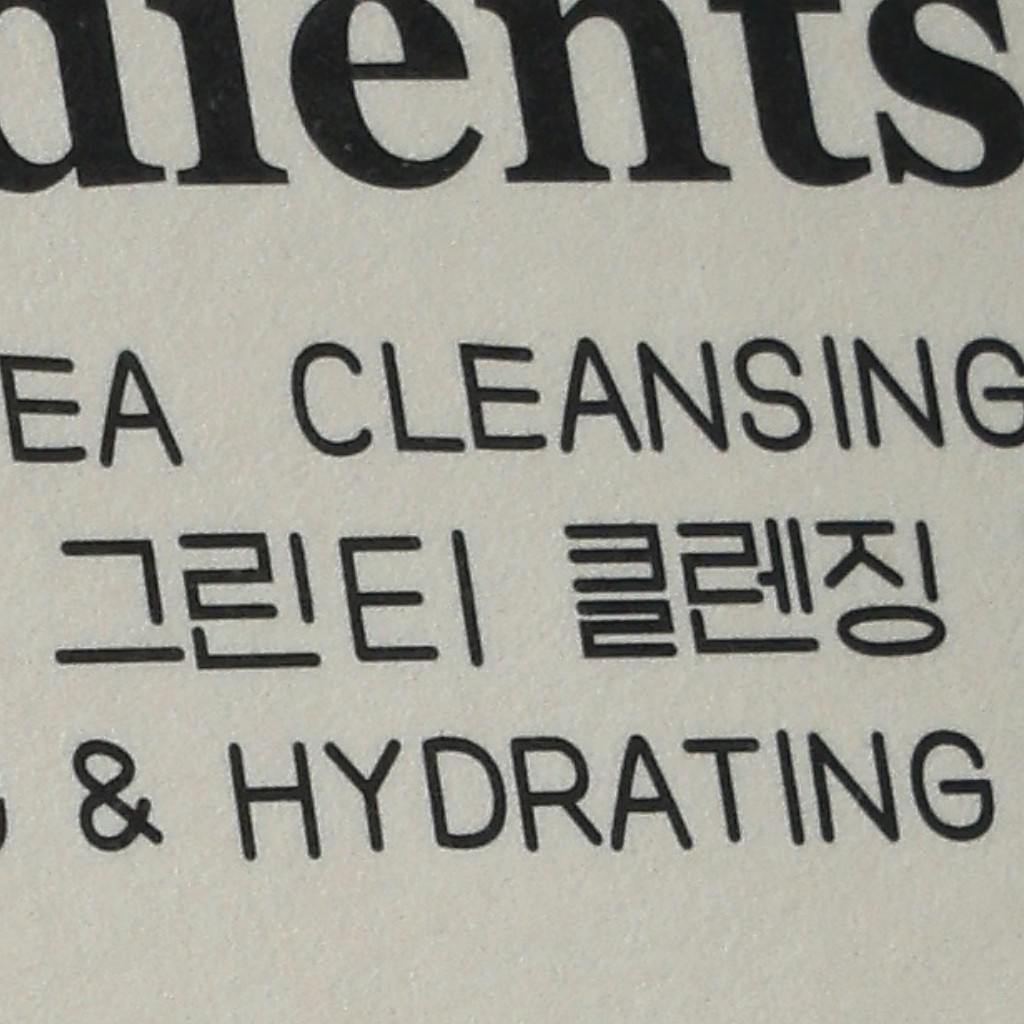 dients
EA CLEANSING
그린티 클렌징
& HYDRATING